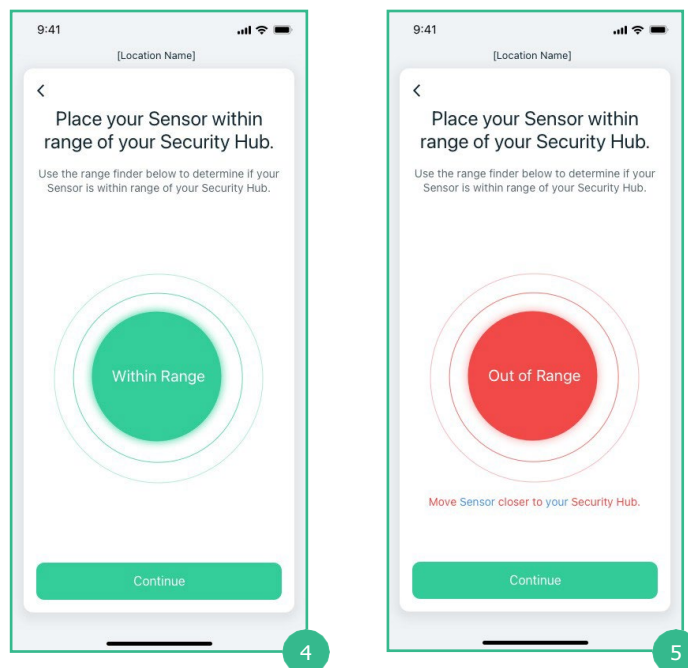 9:41
[Location Name]
Place your Sensor within
range of your Security Hub.
Use the range finder below to determine if your
Sensor is within range of your Security Hub.
Within Range
Continue
4
9:41
[Location Name]
Place your Sensor within
range of your Security Hub.
Use the range finder below to determine if your
Sensor is within range of your Security Hub.
Out of Range
Move Sensor closer to your Security Hub.
Continue
5